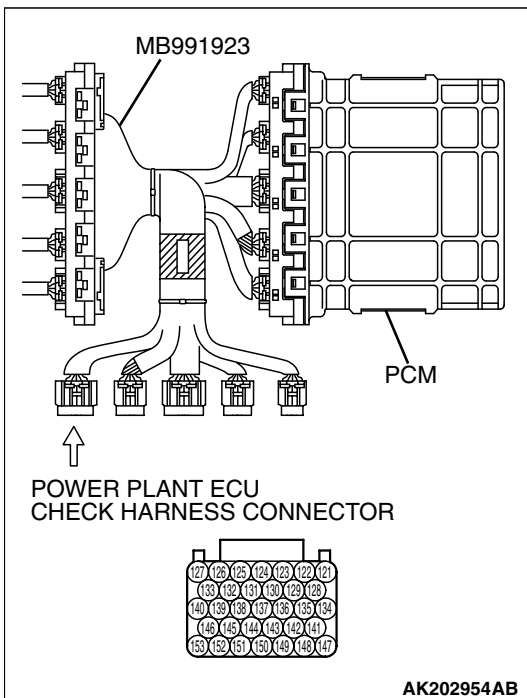 MB991923
PCM
POWER PLANT ECU
CHECK HARNESS CONNECTOR
127 126 125 124 123 122 121
133 132 131 130 129 128
140 139 138 137 136 135 134
146 145 144 143 142 141
153 152 151 150 149 148 147
AK202954AB